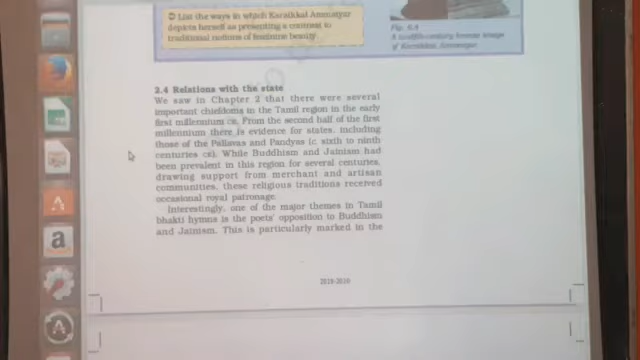 ➲ List the ways in which Karaikkal Ammaiyar
depicts herself as presenting a contrast to
traditional notions of feminine beauty.
Fig. 6.4
A twelfth-century bronze image
of Karaikkal Ammaiyar
2.4 Relations with the state
We saw in Chapter 2 that there were several
important chiefdoms in the Tamil region in the early
first millennium CE. From the second half of the first
millennium there is evidence for states, including
those of the Pallavas and Pandyas (c. sixth to ninth
centuries CE). While Buddhism and Jainism had
been prevalent in this region for several centuries,
drawing support from merchant and artisan
communities, these religious traditions received
occasional royal patronage.
Interestingly, one of the major themes in Tamil
bhakti hymns is the poets' opposition to Buddhism
and Jainism. This is particularly marked in the
2018-2019
a